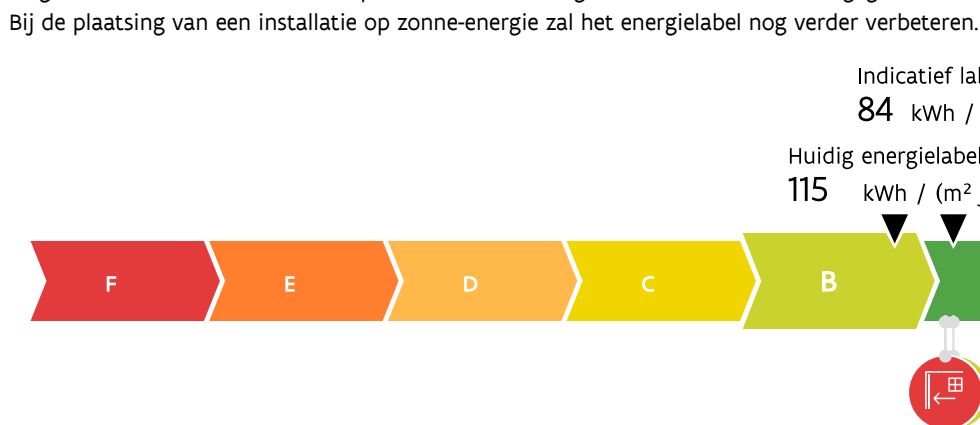 Bij de plaatsing van een installatie op zonne-energie zal het energielabel nog verder verbeteren.
Indicatief
84 kWh /
Huidig energielabel
115 kWh / (m²
F E D C B